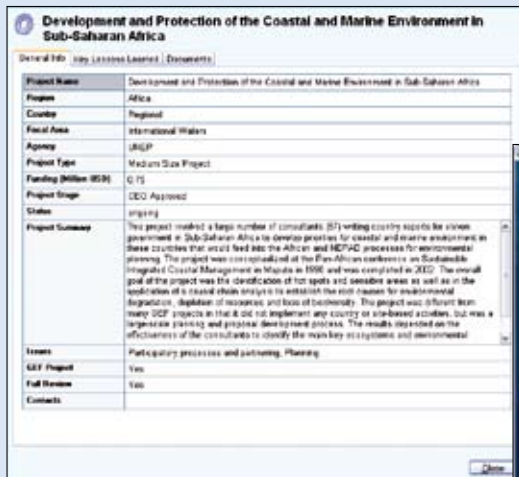 Development and Protection of the Coastal and Marine Environment in
Sub-Saharan Africa
General Info Key Lessons Learned Documents
Project Name Development and Protection of the Coastal and Marine Environment in Sub-Saharan Africa
Region Africa
Country Regional
Focal Area International Waters
Agency UNEP
Project Type Medium Size Project
Funding (Million USD) 0.75
Project Stage CEO Approved
Status ongoing
Project Summary This project involved a large number of consultants writing country reports for eleven
government in Sub-Saharan Africa to develop priorities for coastal and marine environment in
these countries that would feed into the African and NEPAD processes for environmental
planning. The project was conceptualized at the Pan-African conference on Sustainable
Integrated Coastal Management in Maputo in 1998 and was completed in 2002. The overall
goal of the project was the identification of hot spots and sensitive areas as well as in the
application of a causal chain analysis to establish the root causes for environmental
degradation, depletion of resources and loss of biodiversity. The project was different from
many GEF projects in that it did not implement any country or site-based activities, but was a
large-scale planning and proposal development process. The results depended on the
effectiveness of the consultants to identify the main key ecosystems and environmental
Issues Participatory processes and partnering, Planning
GEF Project Yes
Full Review Yes
Contacts
Close